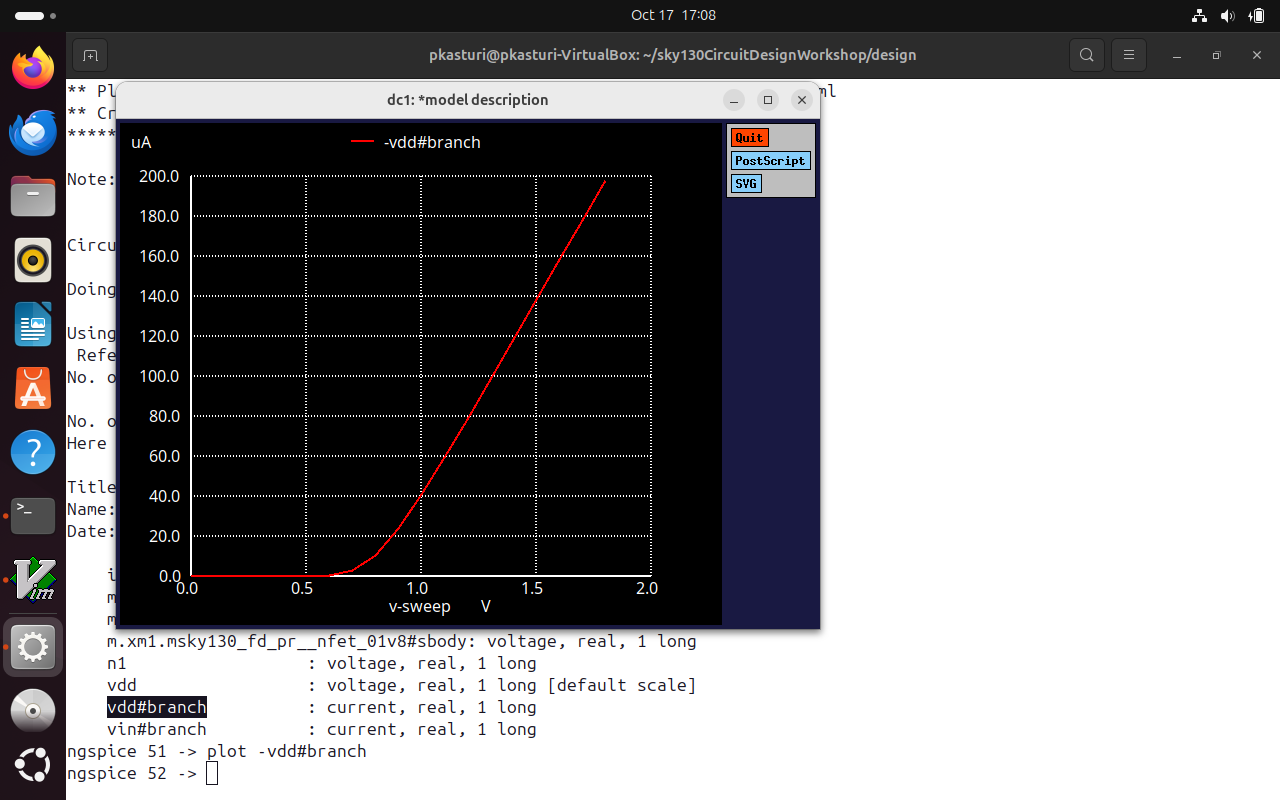 Oct 17 17:08
pkasturi@pkasturi-VirtualBox: ~/sky130CircuitDesignWorkshop/design
** Pl ml
** Cr
*****
Note:
Circu
Doing
Using
Refe
No. o
No. o
Here
Title
Name:
Date:
i
m
m
dc1: *model description
uA
-vdd#branch
Quit
PostScript
SVG
200.0
180.0
160.0
140.0
120.0
100.0
80.0
60.0
40.0
20.0
0.0
0.0 0.5 1.0 1.5 2.0
v-sweep V
m.xm1.msky130_fd_pr__nfet_01v8#sbody: voltage, real, 1 long
n1 : voltage, real, 1 long
vdd : voltage, real, 1 long [default scale]
vdd#branch : current, real, 1 long
vin#branch : current, real, 1 long
ngspice 51 -> plot -vdd#branch
ngspice 52 ->